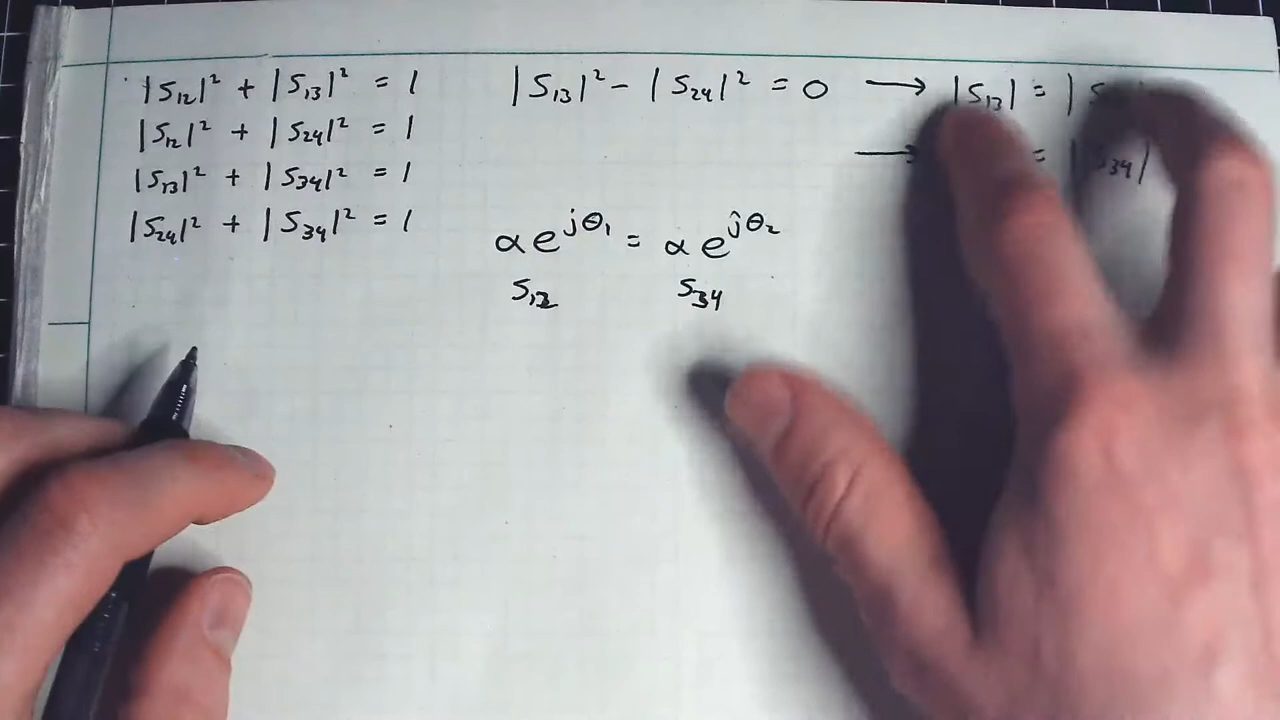 |S₁₂|² + |S₁₃|² = 1
|S₁₂|² + |S₂₄|² = 1
|S₁₃|² + |S₃₄|² = 1
|S₂₄|² + |S₃₄|² = 1
|S₁₃|² - |S₂₄|² = 0 → |S₁₃| = |S
→ = |S₃₄|
αe^{jθ₁} = αe^{jθ₂}
S₁₂ S₃₄